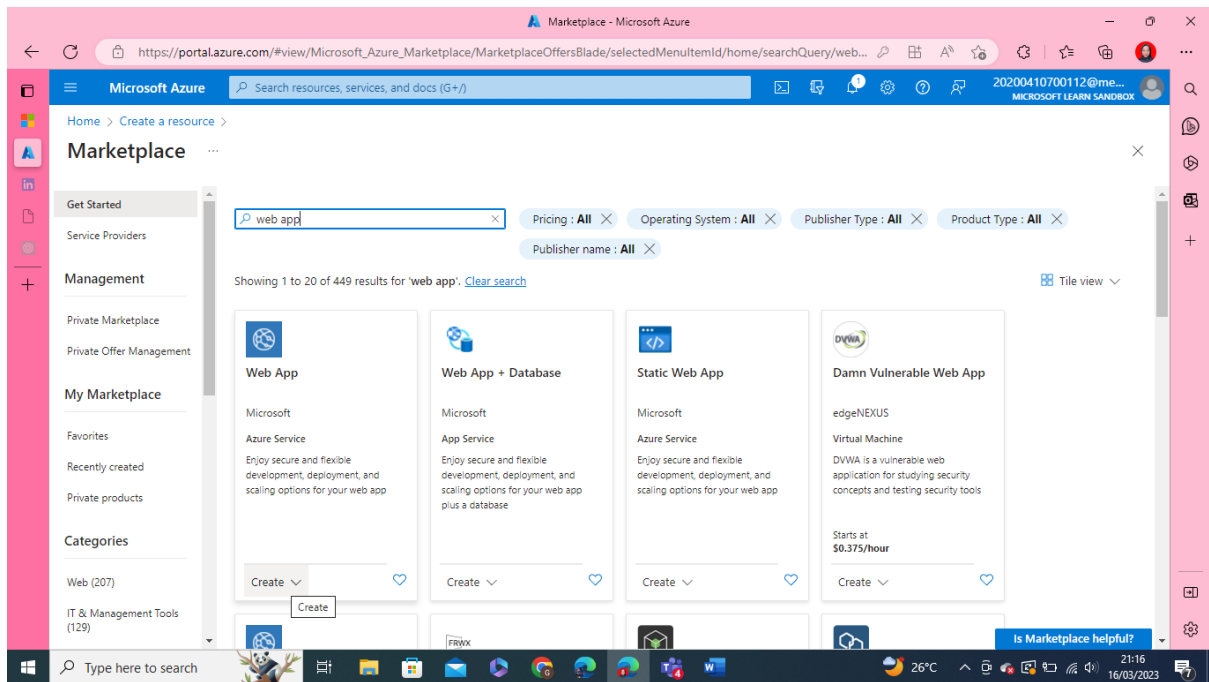 Marketplace - Microsoft Azure
https://portal.azure.com/#view/Microsoft_Azure_Marketplace/MarketplaceOffersBlade/selectedMenuItemId/home/searchQuery/web...
Microsoft Azure
Search resources, services, and docs (G+/)
1
20200410700112@me...
MICROSOFT LEARN SANDBOX
Home > Create a resource >
Marketplace ...
Get Started
Service Providers
Management
Private Marketplace
Private Offer Management
My Marketplace
Favorites
Recently created
Private products
Categories
Web (207)
IT & Management Tools
(129)
web app
Pricing : All
Operating System : All
Publisher Type : All
Product Type : All
Publisher name : All
Showing 1 to 20 of 449 results for 'web app'. Clear search
Tile view
Web App
Microsoft
Azure Service
Enjoy secure and flexible
development, deployment, and
scaling options for your web app
Create
Create
Web App + Database
Microsoft
App Service
Enjoy secure and flexible
development, deployment, and
scaling options for your web app
plus a database
Create
Static Web App
Microsoft
Azure Service
Enjoy secure and flexible
development, deployment, and
scaling options for your web app
Create
DVWA
Damn Vulnerable Web App
edgeNEXUS
Virtual Machine
DVWA is a vulnerable web
application for studying security
concepts and testing security tools
Starts at
$0.375/hour
Create
FRWX
Is Marketplace helpful?
Type here to search
4
26°C
21:16
16/03/2023
7